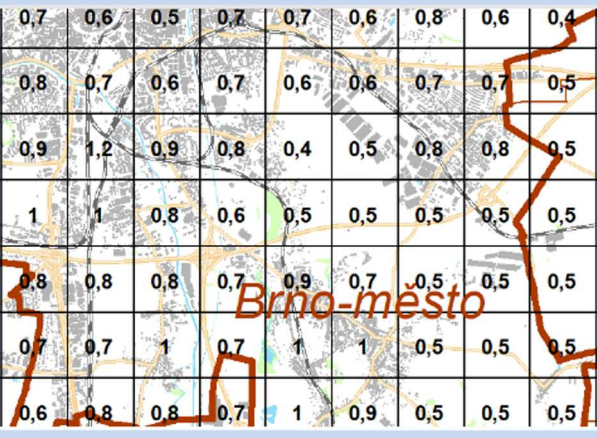 0,7 0,6 0,5 0,7 0,7 0,6 0,8 0,6 0,4
0,8 0,7 0,6 0,7 0,6 0,6 0,7 0,7 0,5
0,9 1,2 0,9 0,8 0,4 0,5 0,8 0,8 0,5
1 1 0,8 0,6 0,5 0,5 0,5 0,5 0,5
0,8 0,8 0,8 0,7 0,9 0,7 0,5 0,5 0,5
Brno-město
0,7 0,7 1 0,7 1 1 0,5 0,5 0,5
0,6 0,8 0,8 0,7 1 0,9 0,5 0,5 0,5